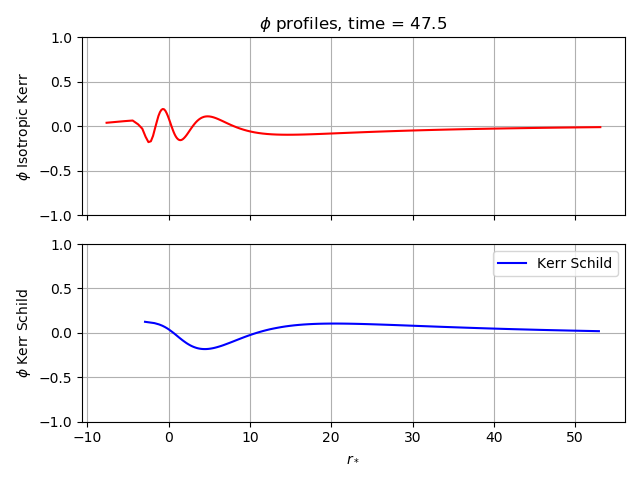 ϕ profiles, time = 47.5
1.0
0.5
0.0
−0.5
−1.0
ϕ Isotropic Kerr
1.0
0.5
0.0
−0.5
−1.0
ϕ Kerr Schild
Kerr Schild
−10 0 10 20 30 40 50
r*